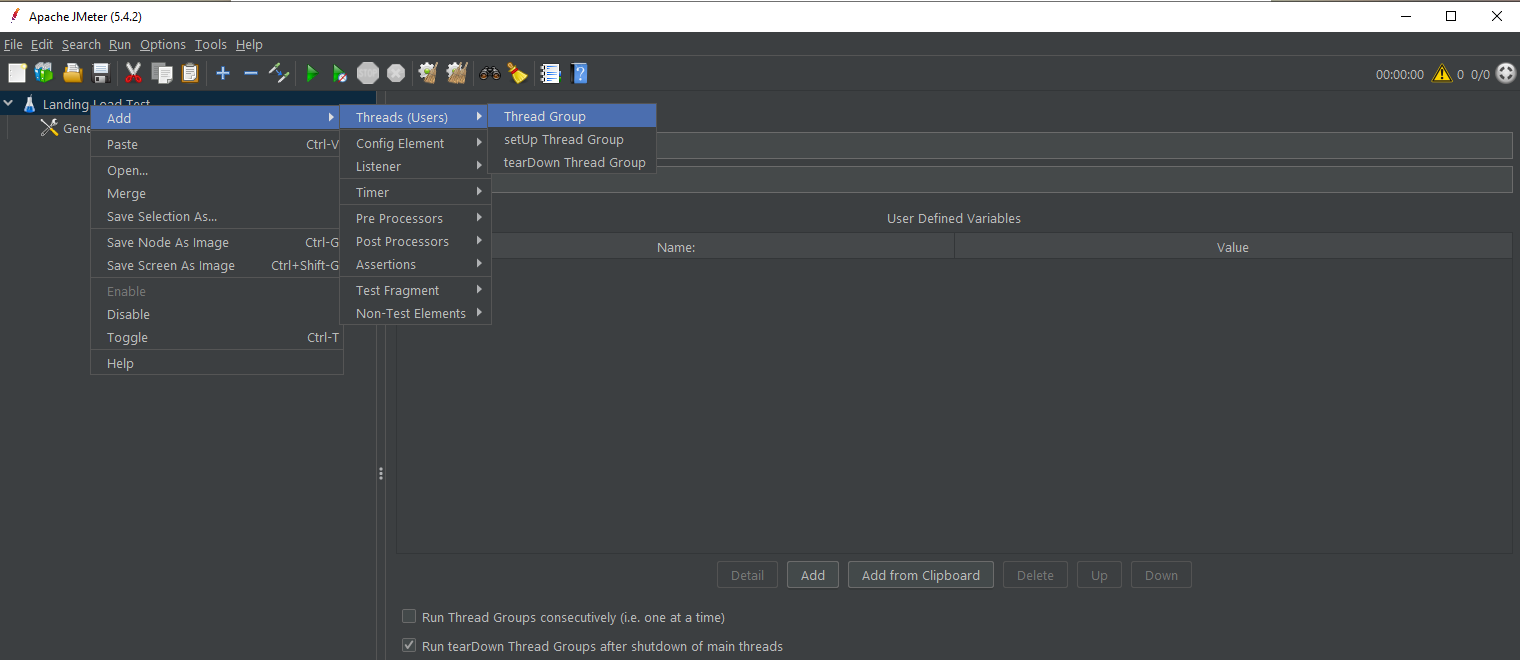 Apache JMeter (5.4.2)
File Edit Search Run Options Tools Help
00:00:00 0 0/0
Landing Load Test
Gene
Add
Paste Ctrl-V
Open...
Merge
Save Selection As...
Save Node As Image Ctrl-G
Save Screen As Image Ctrl+Shift-G
Enable
Disable
Toggle Ctrl-T
Help
Threads (Users)
Config Element
Listener
Timer
Pre Processors
Post Processors
Assertions
Test Fragment
Non-Test Elements
Thread Group
setUp Thread Group
tearDown Thread Group
User Defined Variables
Name: Value
Detail Add Add from Clipboard Delete Up Down
Run Thread Groups consecutively (i.e. one at a time)
Run tearDown Thread Groups after shutdown of main threads